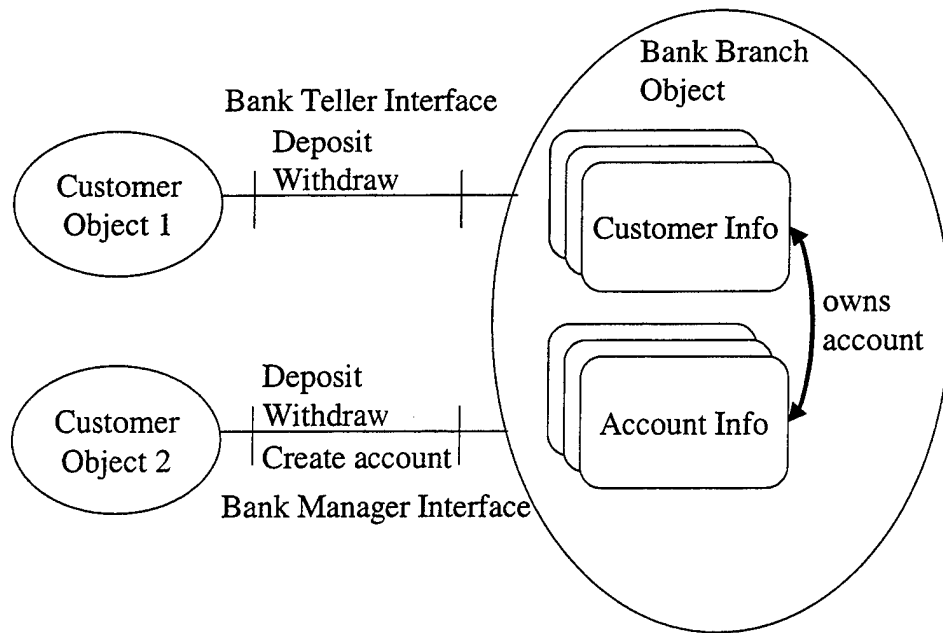 Bank Branch
Object
Bank Teller Interface
Deposit
Withdraw
Customer
Object 1
Customer Info
owns
account
Deposit
Withdraw
Create account
Customer
Object 2
Account Info
Bank Manager Interface